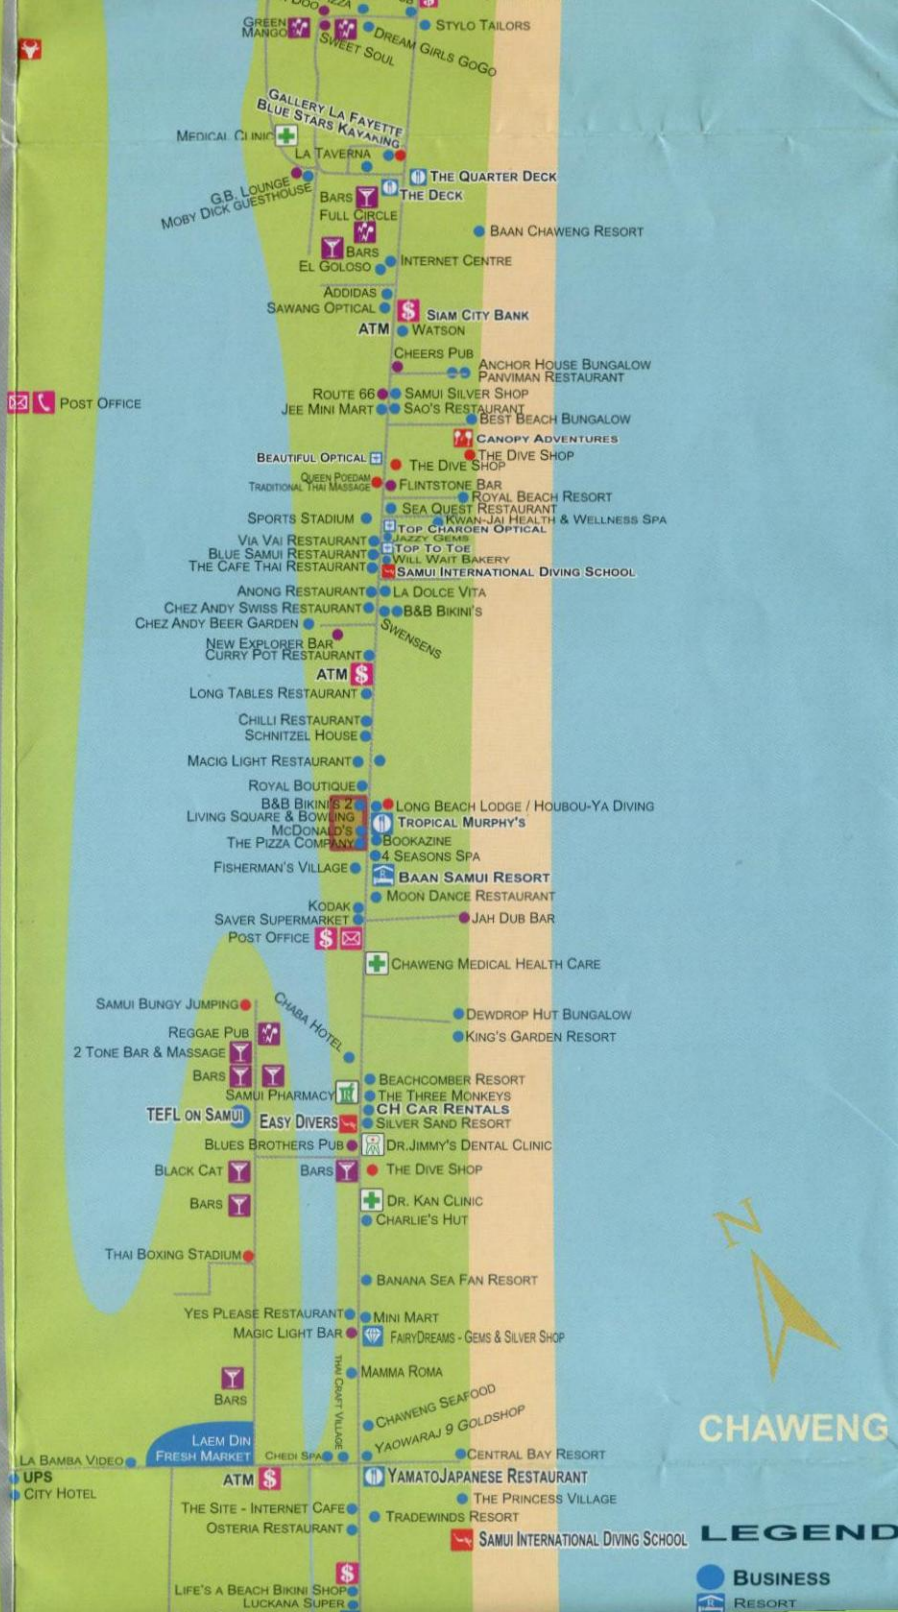 STYLO TAILORS
GREEN
MANGO
SWEET SOUL
DREAM GIRLS GOGO
GALLERY LA FAYETTE
BLUE STARS KAYAKING
MEDICAL CLINIC
LA TAVERNA
THE QUARTER DECK
G.B. LOUNGE
MOBY DICK GUESTHOUSE
BARS
THE DECK
FULL CIRCLE
BAAN CHAWENG RESORT
BARS
EL GOLOSO
INTERNET CENTRE
ADDIDAS
SAWANG OPTICAL
SIAM CITY BANK
ATM
WATSON
CHEERS PUB
ANCHOR HOUSE BUNGALOW
PANVIMAN RESTAURANT
ROUTE 66
SAMUI SILVER SHOP
POST OFFICE
JEE MINI MART
SAO'S RESTAURANT
BEST BEACH BUNGALOW
CANOPY ADVENTURES
BEAUTIFUL OPTICAL
THE DIVE SHOP
THE DIVE SHOP
QUEEN POEDAM
TRADITIONAL THAI MASSAGE
FLINTSTONE BAR
ROYAL BEACH RESORT
SEA QUEST RESTAURANT
SPORTS STADIUM
KWAN-JAI HEALTH & WELLNESS SPA
TOP CHAROEN OPTICAL
VIA VAI RESTAURANT
JAZZY GEMS
BLUE SAMUI RESTAURANT
TOP TO TOE
THE CAFE THAI RESTAURANT
WILL WAIT BAKERY
SAMUI INTERNATIONAL DIVING SCHOOL
ANONG RESTAURANT
LA DOLCE VITA
CHEZ ANDY SWISS RESTAURANT
B&B BIKINI'S
CHEZ ANDY BEER GARDEN
SWENSENS
NEW EXPLORER BAR
CURRY POT RESTAURANT
ATM
LONG TABLES RESTAURANT
CHILLI RESTAURANT
SCHNITZEL HOUSE
MACIG LIGHT RESTAURANT
ROYAL BOUTIQUE
B&B BIKINI'S 2
LONG BEACH LODGE / HOUBOU-YA DIVING
LIVING SQUARE & BOWLING
TROPICAL MURPHY'S
MCDONALD'S
THE PIZZA COMPANY
BOOKAZINE
4 SEASONS SPA
FISHERMAN'S VILLAGE
BAAN SAMUI RESORT
MOON DANCE RESTAURANT
KODAK
SAVER SUPERMARKET
JAH DUB BAR
POST OFFICE
CHAWENG MEDICAL HEALTH CARE
SAMUI BUNGY JUMPING
CHABA HOTEL
DEWDROP HUT BUNGALOW
REGGAE PUB
KING'S GARDEN RESORT
2 TONE BAR & MASSAGE
BARS
BEACHCOMBER RESORT
SAMUI PHARMACY
THE THREE MONKEYS
TEFL ON SAMUI
CH CAR RENTALS
EASY DIVERS
SILVER SAND RESORT
BLUES BROTHERS PUB
DR.JIMMY'S DENTAL CLINIC
BLACK CAT
BARS
THE DIVE SHOP
BARS
DR. KAN CLINIC
CHARLIE'S HUT
N
THAI BOXING STADIUM
BANANA SEA FAN RESORT
YES PLEASE RESTAURANT
MINI MART
MAGIC LIGHT BAR
FAIRYDREAMS - GEMS & SILVER SHOP
THAI CRAFT VILLAGE
MAMMA ROMA
BARS
CHAWENG SEAFOOD
CHAWENG
YAOWARAJ 9 GOLDSHOP
LAEM DIN
FRESH MARKET
LA BAMBA VIDEO
CHEDI SPA
CENTRAL BAY RESORT
UPS
ATM
YAMATOJAPANESE RESTAURANT
CITY HOTEL
THE PRINCESS VILLAGE
THE SITE - INTERNET CAFE
TRADEWINDS RESORT
OSTERIA RESTAURANT
SAMUI INTERNATIONAL DIVING SCHOOL
LEGEND
BUSINESS
LIFE'S A BEACH BIKINI SHOP
RESORT
LUCKANA SUPER